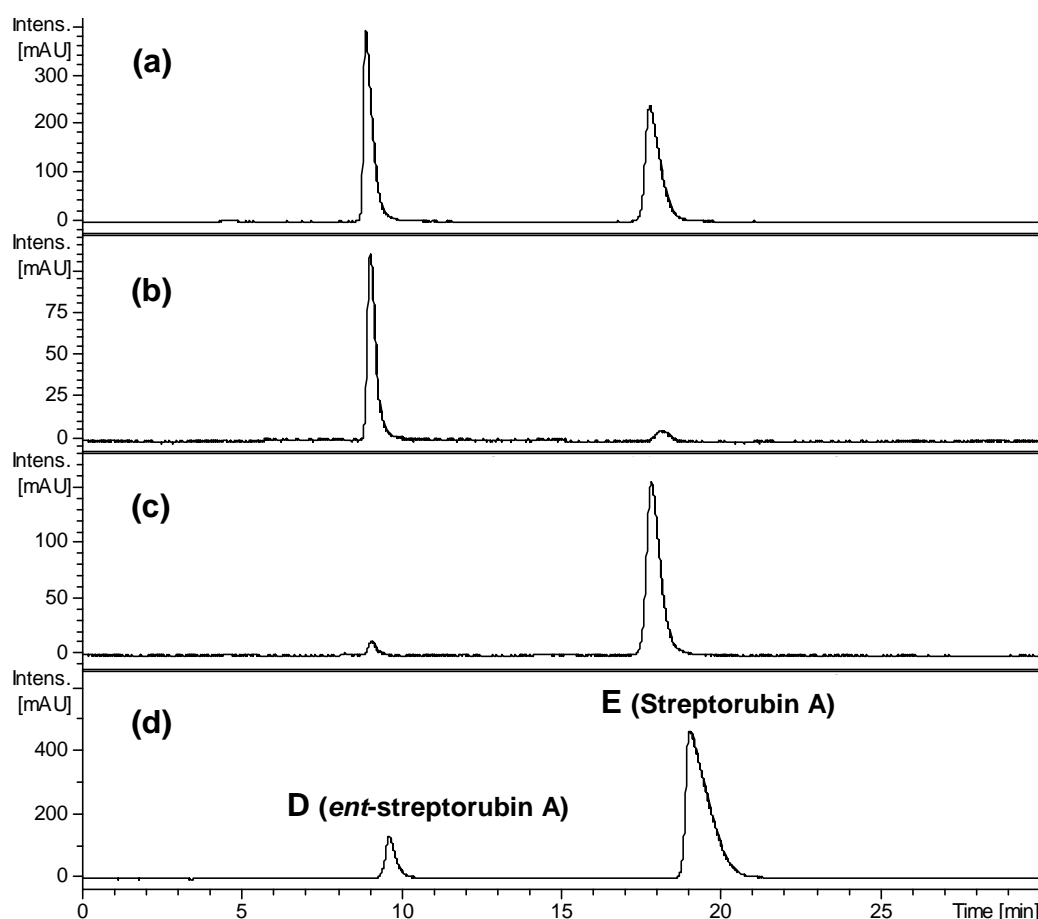 Intens.
[mAU]
(a)
300
200
100
0
Intens.
[mAU]
(b)
75
50
25
0
Intens.
[mAU]
(c)
100
50
0
Intens.
[mAU]
(d)
E (Streptorubin A)
400
D (ent-streptorubin A)
200
0
0 5 10 15 20 25 Time [min]